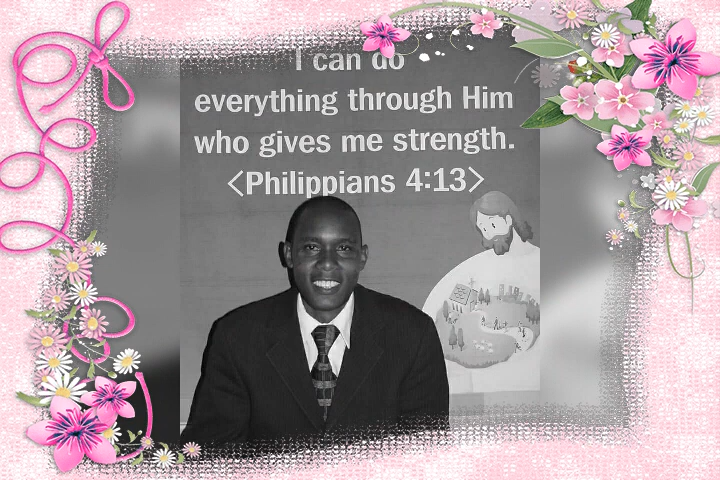 I can do
everything through Him
who gives me strength.
<Philippians 4:13>